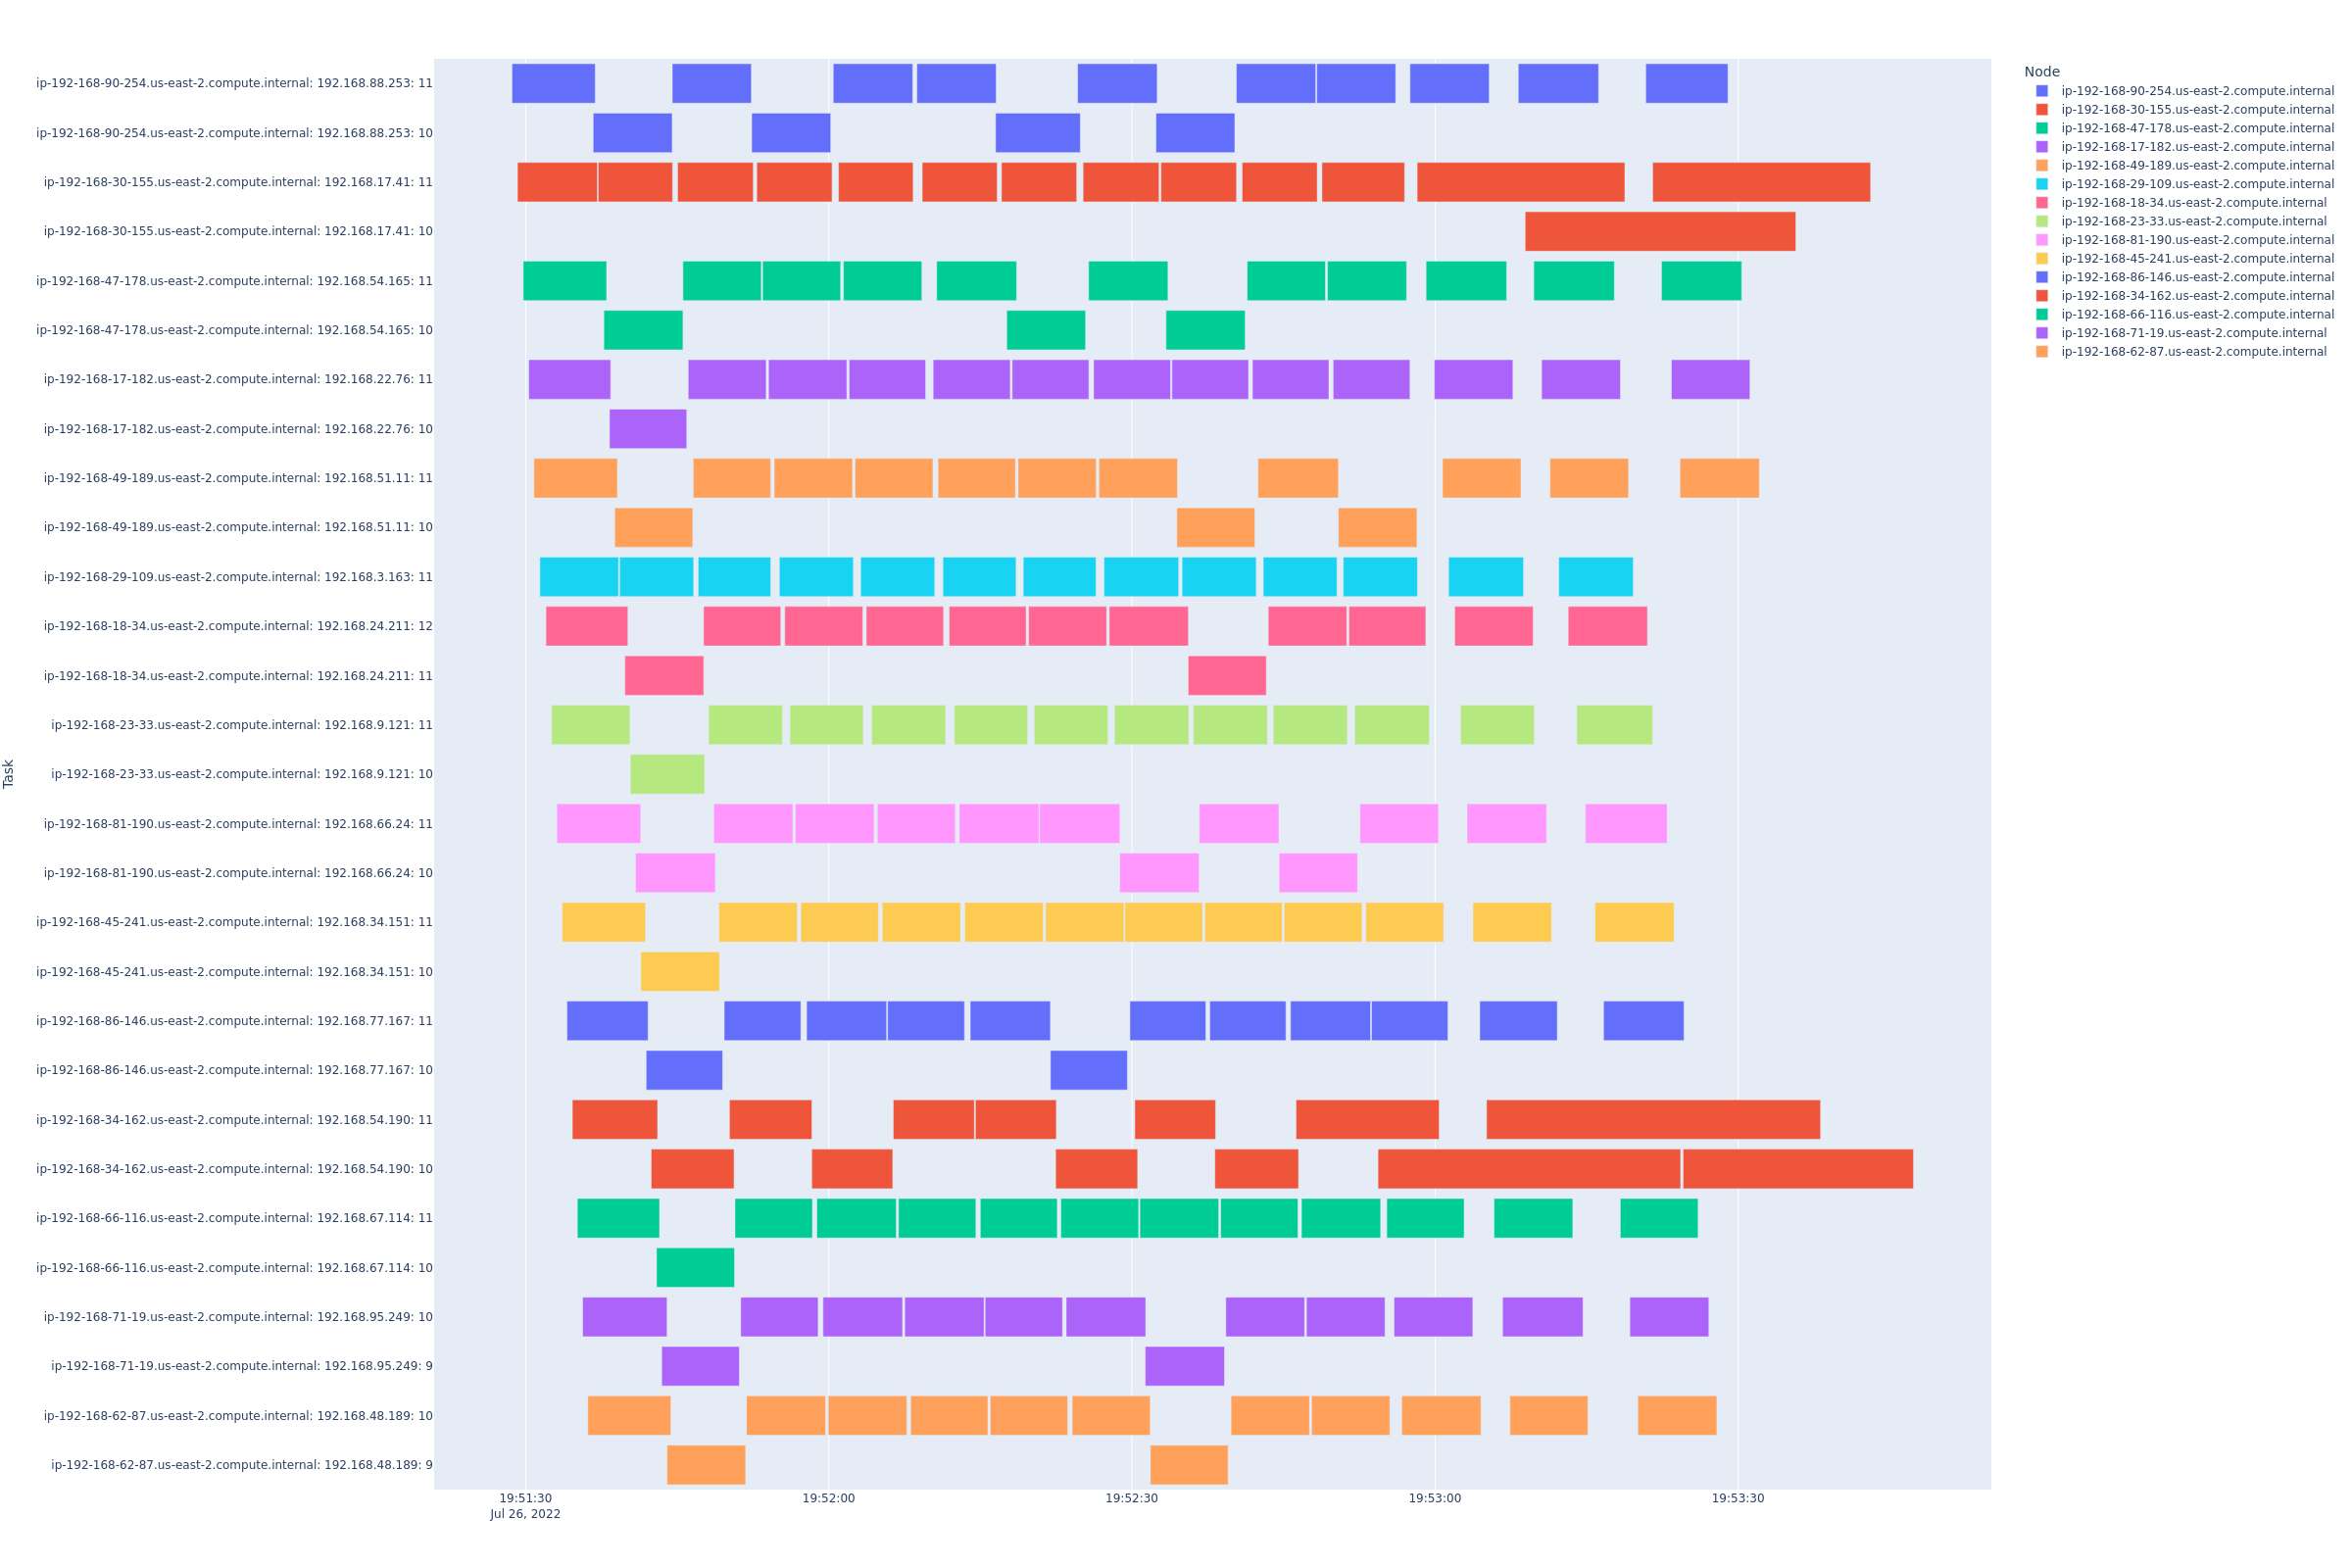 ip-192-168-90-254.us-east-2.compute.internal: 192.168.88.253: 11
ip-192-168-90-254.us-east-2.compute.internal: 192.168.88.253: 10
ip-192-168-30-155.us-east-2.compute.internal: 192.168.17.41: 11
ip-192-168-30-155.us-east-2.compute.internal: 192.168.17.41: 10
ip-192-168-47-178.us-east-2.compute.internal: 192.168.54.165: 11
ip-192-168-47-178.us-east-2.compute.internal: 192.168.54.165: 10
ip-192-168-17-182.us-east-2.compute.internal: 192.168.22.76: 11
ip-192-168-17-182.us-east-2.compute.internal: 192.168.22.76: 10
ip-192-168-49-189.us-east-2.compute.internal: 192.168.51.11: 11
ip-192-168-49-189.us-east-2.compute.internal: 192.168.51.11: 10
ip-192-168-29-109.us-east-2.compute.internal: 192.168.3.163: 11
ip-192-168-18-34.us-east-2.compute.internal: 192.168.24.211: 12
ip-192-168-18-34.us-east-2.compute.internal: 192.168.24.211: 11
ip-192-168-23-33.us-east-2.compute.internal: 192.168.9.121: 11
ip-192-168-23-33.us-east-2.compute.internal: 192.168.9.121: 10
ip-192-168-81-190.us-east-2.compute.internal: 192.168.66.24: 11
ip-192-168-81-190.us-east-2.compute.internal: 192.168.66.24: 10
ip-192-168-45-241.us-east-2.compute.internal: 192.168.34.151: 11
ip-192-168-45-241.us-east-2.compute.internal: 192.168.34.151: 10
ip-192-168-86-146.us-east-2.compute.internal: 192.168.77.167: 11
ip-192-168-86-146.us-east-2.compute.internal: 192.168.77.167: 10
ip-192-168-34-162.us-east-2.compute.internal: 192.168.54.190: 11
ip-192-168-34-162.us-east-2.compute.internal: 192.168.54.190: 10
ip-192-168-66-116.us-east-2.compute.internal: 192.168.67.114: 11
ip-192-168-66-116.us-east-2.compute.internal: 192.168.67.114: 10
ip-192-168-71-19.us-east-2.compute.internal: 192.168.95.249: 10
ip-192-168-71-19.us-east-2.compute.internal: 192.168.95.249: 9
ip-192-168-62-87.us-east-2.compute.internal: 192.168.48.189: 10
ip-192-168-62-87.us-east-2.compute.internal: 192.168.48.189: 9
Task
19:51:30
Jul 26, 2022
19:52:00
19:52:30
19:53:00
19:53:30
Node
ip-192-168-90-254.us-east-2.compute.internal
ip-192-168-30-155.us-east-2.compute.internal
ip-192-168-47-178.us-east-2.compute.internal
ip-192-168-17-182.us-east-2.compute.internal
ip-192-168-49-189.us-east-2.compute.internal
ip-192-168-29-109.us-east-2.compute.internal
ip-192-168-18-34.us-east-2.compute.internal
ip-192-168-23-33.us-east-2.compute.internal
ip-192-168-81-190.us-east-2.compute.internal
ip-192-168-45-241.us-east-2.compute.internal
ip-192-168-86-146.us-east-2.compute.internal
ip-192-168-34-162.us-east-2.compute.internal
ip-192-168-66-116.us-east-2.compute.internal
ip-192-168-71-19.us-east-2.compute.internal
ip-192-168-62-87.us-east-2.compute.internal